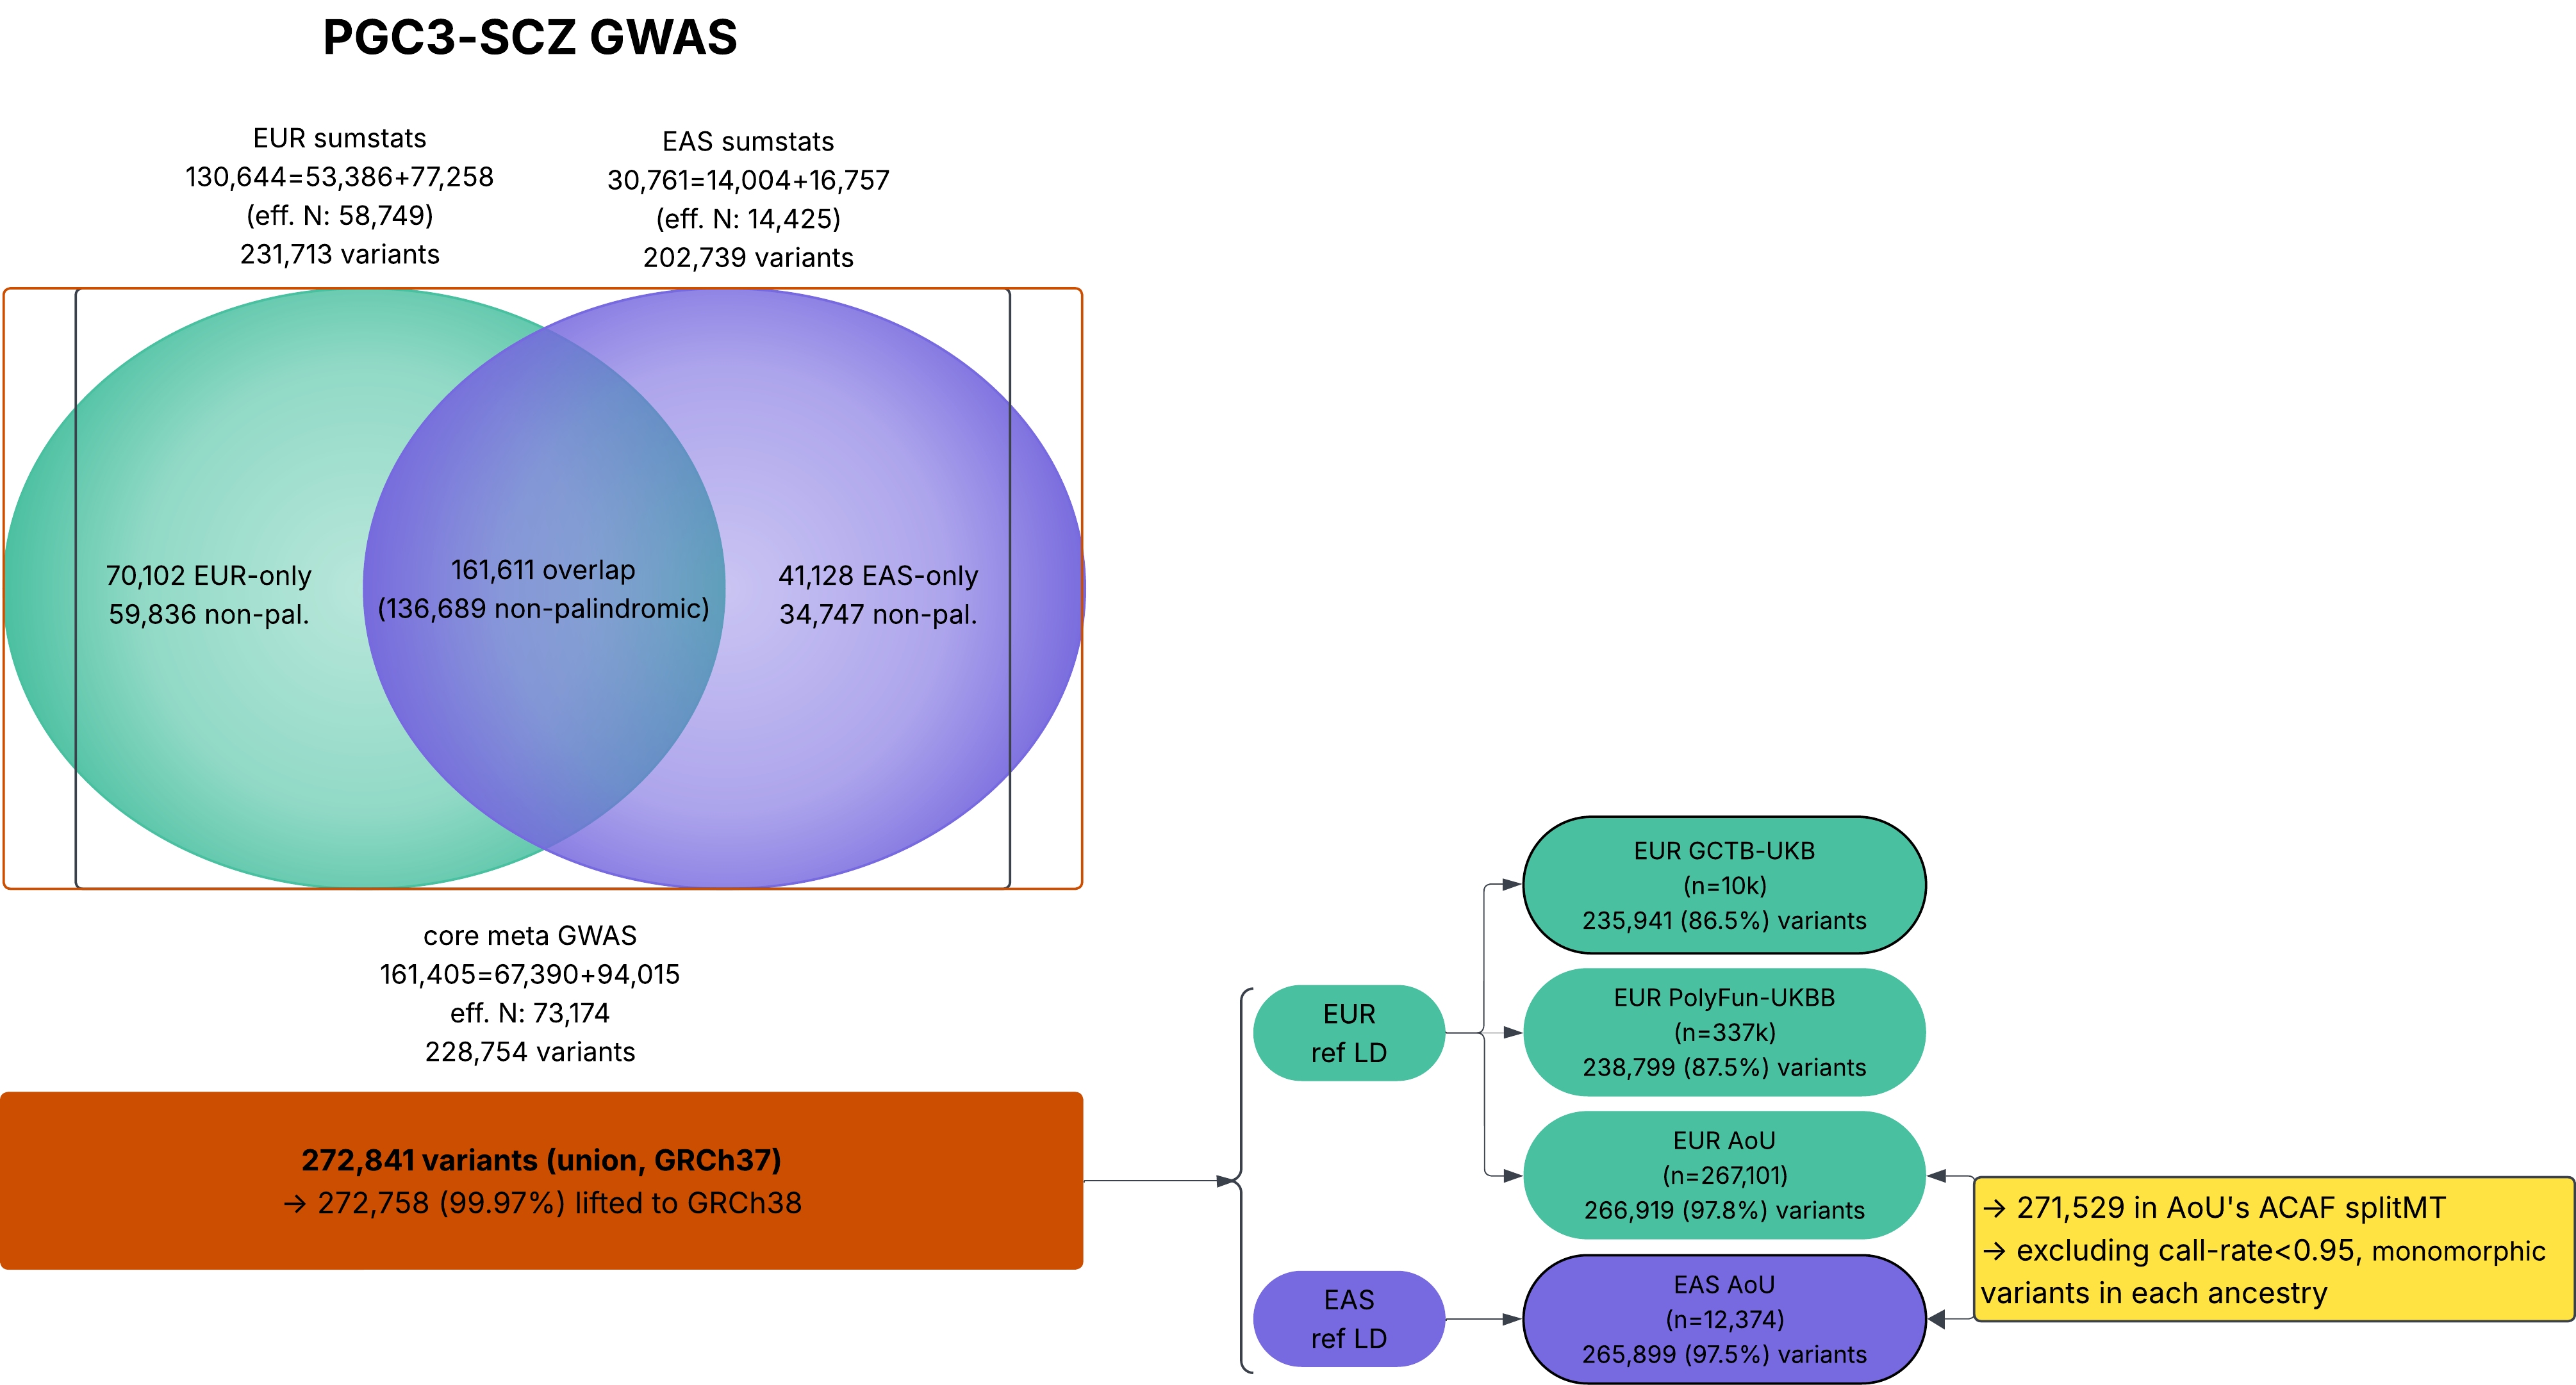 PGC3-SCZ GWAS
EUR sumstats
130,644=53,386+77,258
(eff. N: 58,749)
231,713 variants
EAS sumstats
30,761=14,004+16,757
(eff. N: 14,425)
202,739 variants
70,102 EUR-only
59,836 non-pal.
161,611 overlap
(136,689 non-palindromic)
41,128 EAS-only
34,747 non-pal.
core meta GWAS
161,405=67,390+94,015
eff. N: 73,174
228,754 variants
272,841 variants (union, GRCh37)
→ 272,758 (99.97%) lifted to GRCh38
EUR
ref LD
EAS
ref LD
EUR GCTB-UKB
(n=10k)
235,941 (86.5%) variants
EUR PolyFun-UKBB
(n=337k)
238,799 (87.5%) variants
EUR AoU
(n=267,101)
266,919 (97.8%) variants
EAS AoU
(n=12,374)
265,899 (97.5%) variants
→ 271,529 in AoU's ACAF splitMT
→ excluding call-rate<0.95, monomorphic
variants in each ancestry